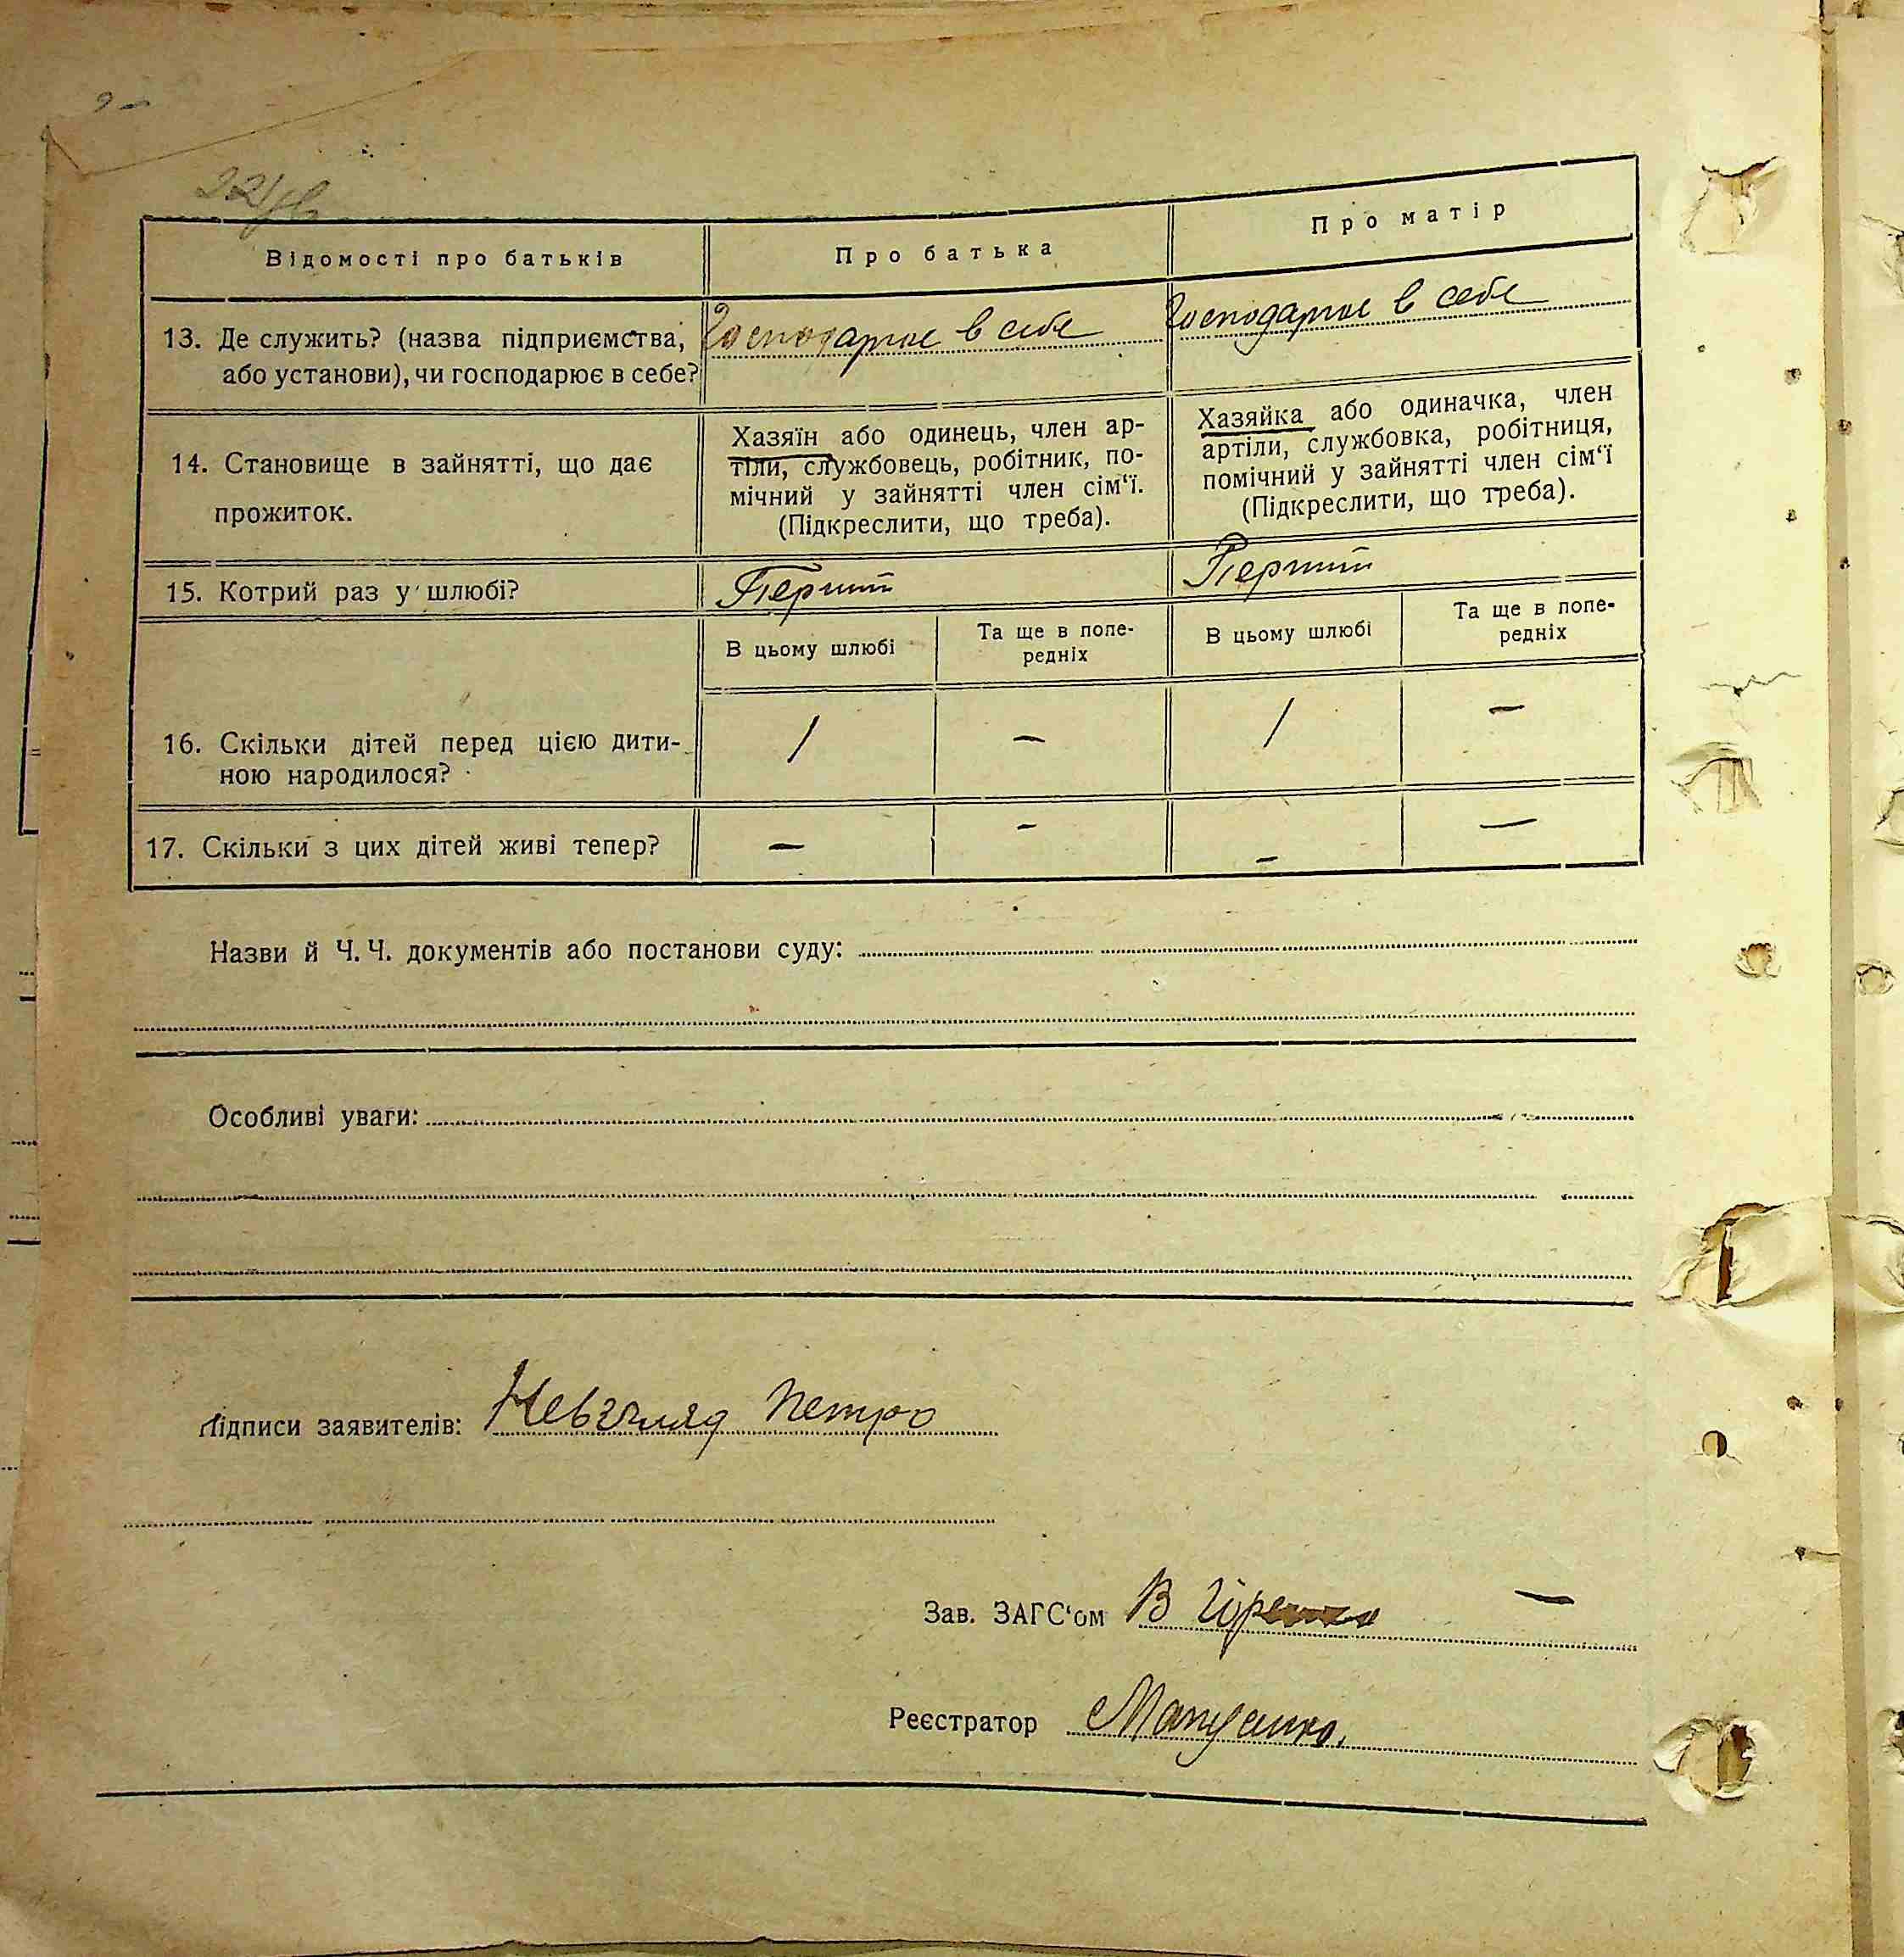 Відомості про батьків
Про батька
Про матір
13. Де служить? (назва підприємства, або установи), чи господарює в себе?
Господарює в себе
Господарює в себе
14. Становище в зайнятті, що дає прожиток.
Хазяїн або одинець, член ар-
тіли, службовець, робітник, по-
мічний у зайнятті член сім'ї.
(Підкреслити, що треба).
Хазяйка або одиначка, член
артіли, службовка, робітниця,
помічний у зайнятті член сім'ї
(Підкреслити, що треба).
15. Котрий раз у шлюбі?
Перший
Перший
В цьому шлюбі
Та ще в попе-
редніх
В цьому шлюбі
Та ще в попе-
редніх
16. Скільки дітей перед цією дити-
ною народилося?
1
—
1
—
17. Скільки з цих дітей живі тепер?
—
—
—
—
Назви й Ч.Ч. документів або постанови суду:
Особливі уваги:
Підписи заявителів: Невгляд Петро
Зав. ЗАГС'ом В
Реєстратор